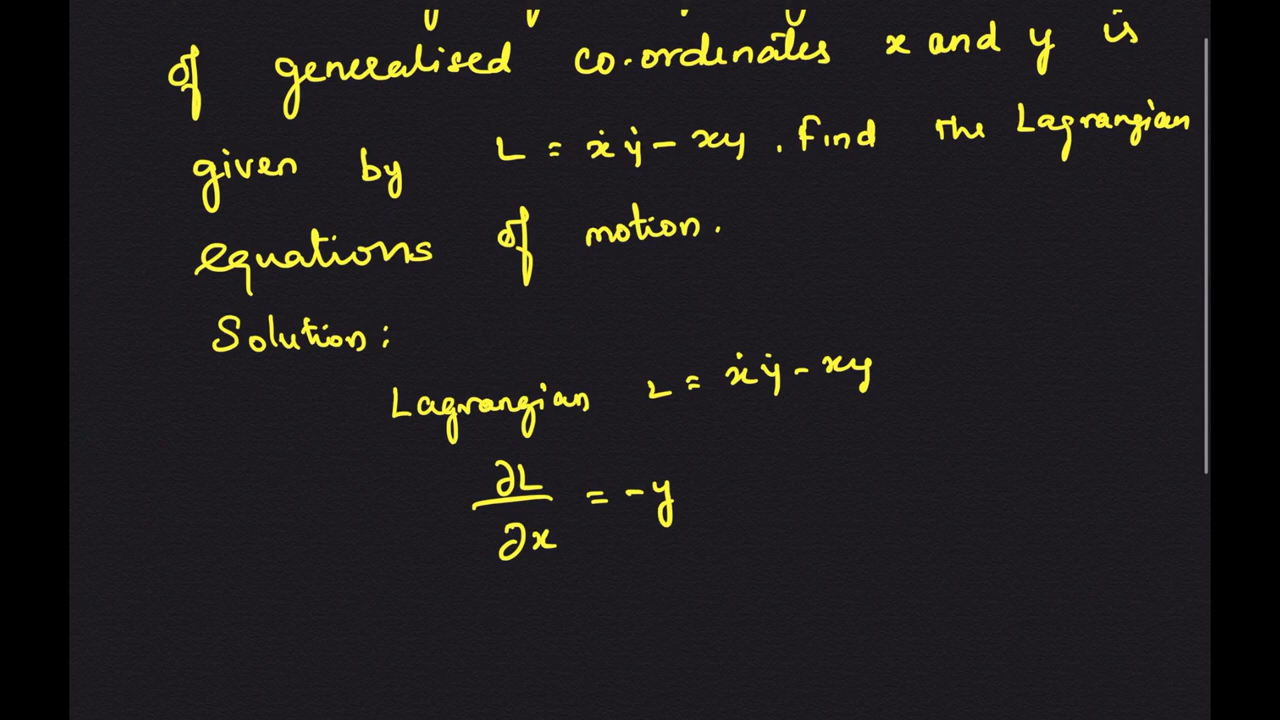 of generalised co.ordinates x and y is
given by L = ẋẏ - xy . Find the Lagrangian
equations of motion.
Solution:
Lagrangian L = ẋẏ - xy
∂L/∂x = -y